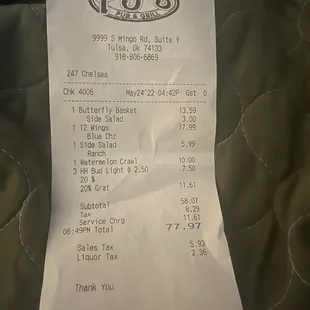 PUB & GRILL
9999 S Mingo Rd, Suite Y
Tulsa, Ok 74133
918-806-6869
247 Chelsea
Chk 4006 May24'22 04:42P Gst 0
1 Butterfly Basket 13.59
Side Salad 3.00
1 12 Wings 17.99
Blue Chz
1 Side Salad 5.99
Ranch
1 Watermelon Crawl 10.00
3 HH Bud Light @ 2.50 7.50
20 %
20% Grat 11.61
Subtotal 58.07
Tax 8.29
Service Chrg 11.61
06:49PM Total 77.97
Sales Tax 5.93
Liquor Tax 2.36
Thank You